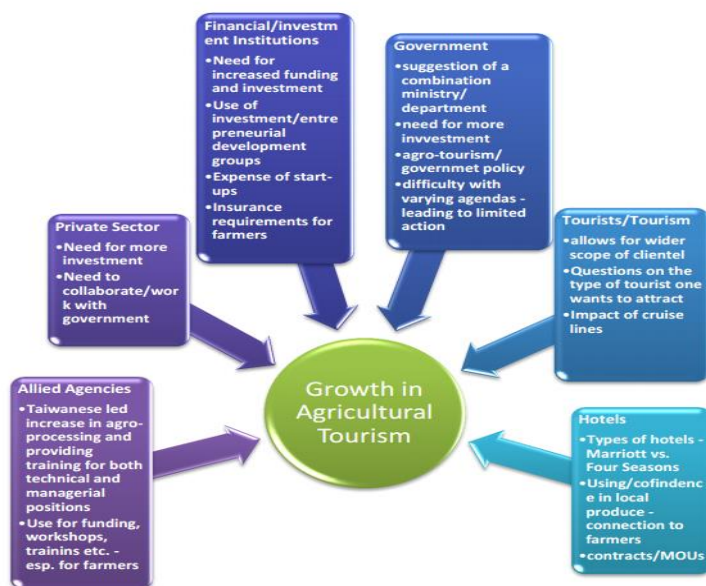 Allied Agencies
•Taiwanese led
increase in agro-
processing and
providing
training for both
technical and
managerial
positions
•Use for funding,
workshops,
trainins etc. -
esp. for farmers
Private Sector
•Need for more
investment
•Need to
collaborate/wor
k with
government
Financial/investm
ent Institutions
•Need for
increased funding
and investment
•Use of
investment/entre
preneurial
development
groups
•Expense of start-
ups
•Insurance
requirements for
farmers
Government
•suggestion of a
combination
ministry/
department
•need for more
invvestment
•agro-tourism/
governmet policy
•difficulty with
varying agendas -
leading to limited
action
Tourists/Tourism
•allows for wider
scope of clientel
•Questions on the
type of tourist one
wants to attract
•Impact of cruise
lines
Hotels
•Types of hotels -
Marriott vs.
Four Seasons
•Using/cofindenc
e in local
produce -
connection to
farmers
•contracts/MOUs
Growth in
Agricultural
Tourism